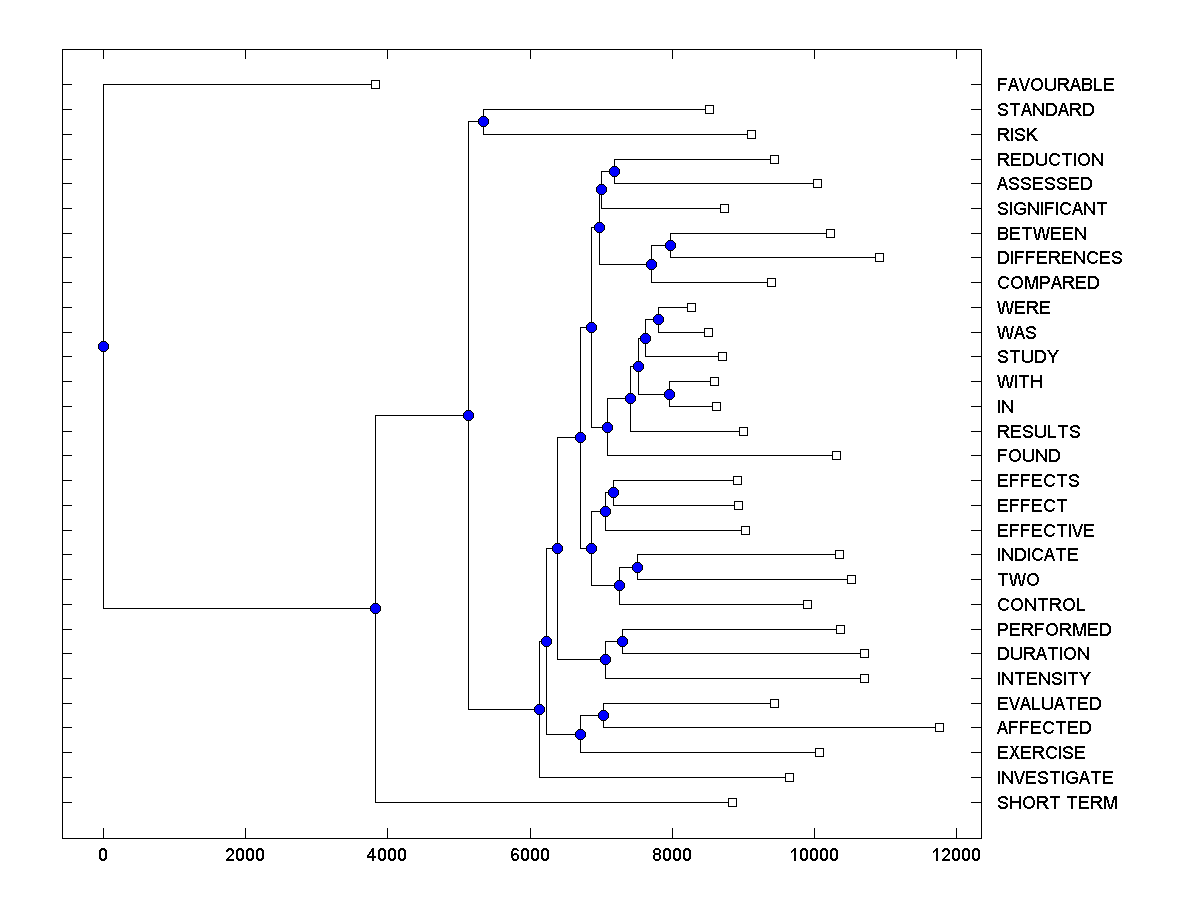 FAVOURABLE
STANDARD
RISK
REDUCTION
ASSESSED
SIGNIFICANT
BETWEEN
DIFFERENCES
COMPARED
WERE
WAS
STUDY
WITH
IN
RESULTS
FOUND
EFFECTS
EFFECT
EFFECTIVE
INDICATE
TWO
CONTROL
PERFORMED
DURATION
INTENSITY
EVALUATED
AFFECTED
EXERCISE
INVESTIGATE
SHORT TERM
0 2000 4000 6000 8000 10000 12000